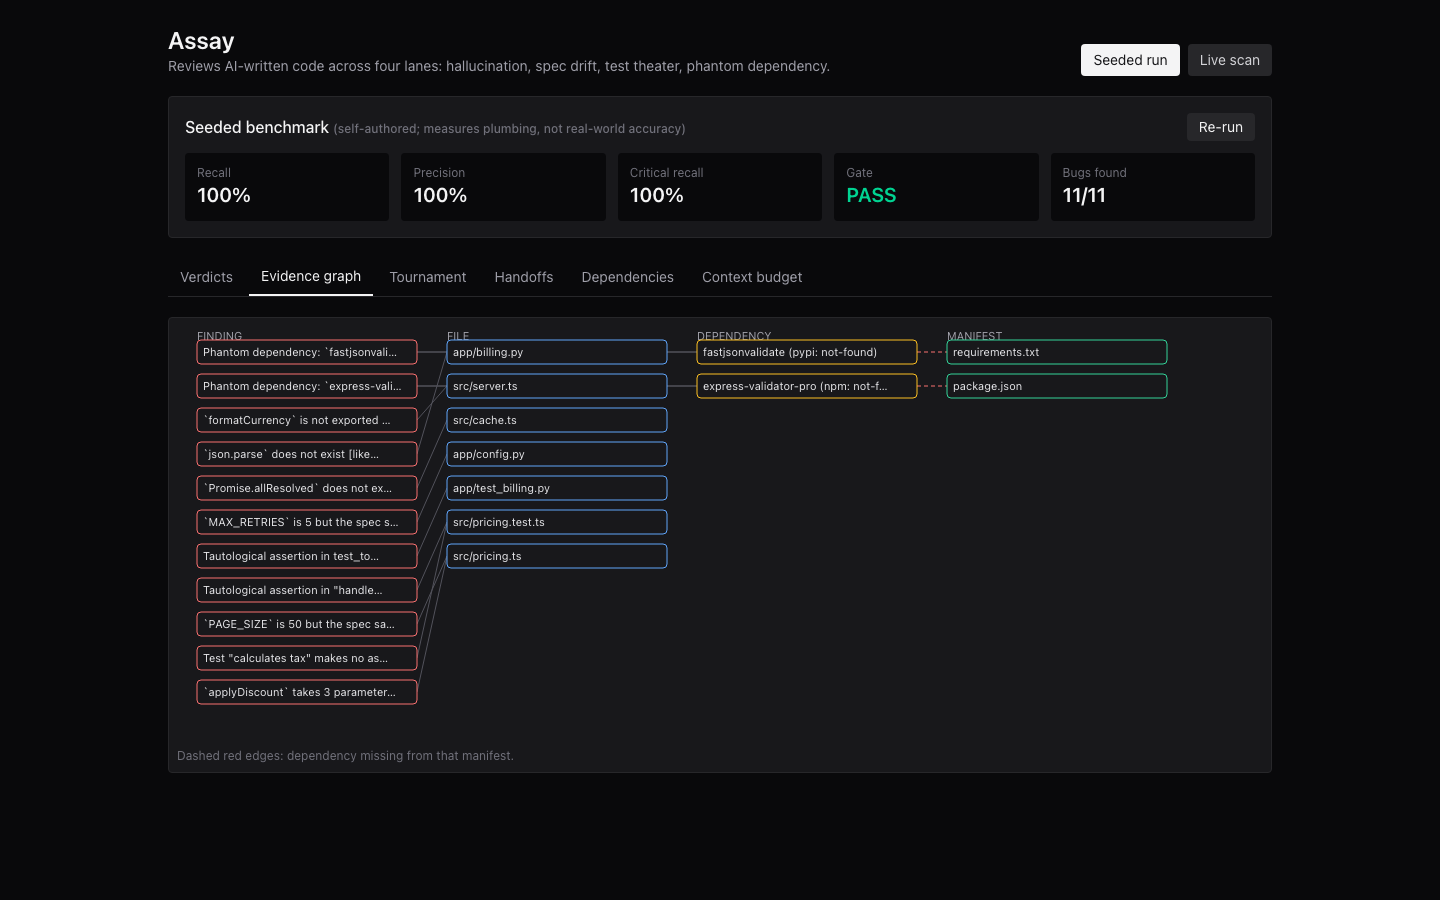 Assay
Reviews AI-written code across four lanes: hallucination, spec drift, test theater, phantom dependency.
Seeded run
Live scan
Seeded benchmark (self-authored; measures plumbing, not real-world accuracy)
Re-run
Recall
100%
Precision
100%
Critical recall
100%
Gate
PASS
Bugs found
11/11
Verdicts
Evidence graph
Tournament
Handoffs
Dependencies
Context budget
FINDING
Phantom dependency: `fastjsonvali...
Phantom dependency: `express-vali...
`formatCurrency` is not exported ...
`json.parse` does not exist [like...
`Promise.allResolved` does not ex...
`MAX_RETRIES` is 5 but the spec s...
Tautological assertion in test_to...
Tautological assertion in "handle...
`PAGE_SIZE` is 50 but the spec sa...
Test "calculates tax" makes no as...
`applyDiscount` takes 3 parameter...
FILE
app/billing.py
src/server.ts
src/cache.ts
app/config.py
app/test_billing.py
src/pricing.test.ts
src/pricing.ts
DEPENDENCY
fastjsonvalidate (pypi: not-found)
express-validator-pro (npm: not-f...
MANIFEST
requirements.txt
package.json
Dashed red edges: dependency missing from that manifest.